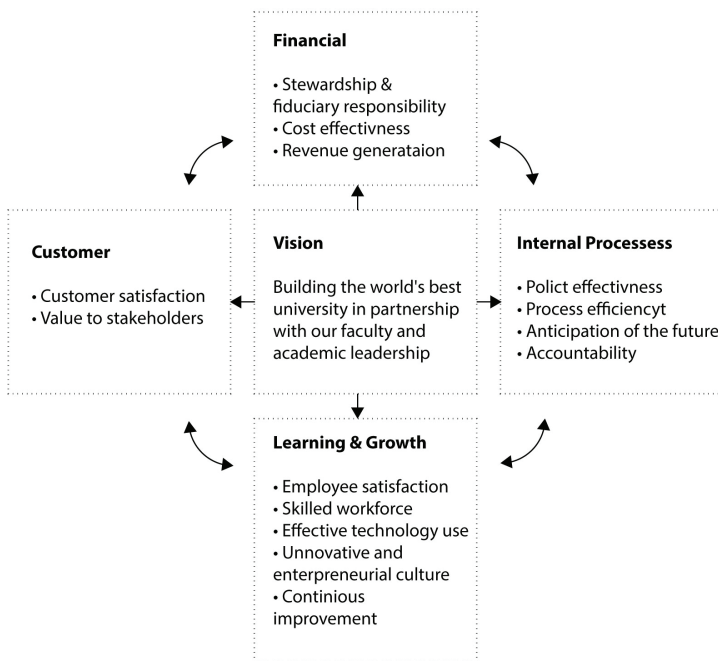 Financial
• Stewardship &
fiduciary responsibility
• Cost effectivness
• Revenue generataion
Customer
• Customer satisfaction
• Value to stakeholders
Vision
Building the world's best
university in partnership
with our faculty and
academic leadership
Internal Processess
• Polict effectivness
• Process efficiencyt
• Anticipation of the future
• Accountability
Learning & Growth
• Employee satisfaction
• Skilled workforce
• Effective technology use
• Unnovative and
enterpreneurial culture
• Continious
improvement